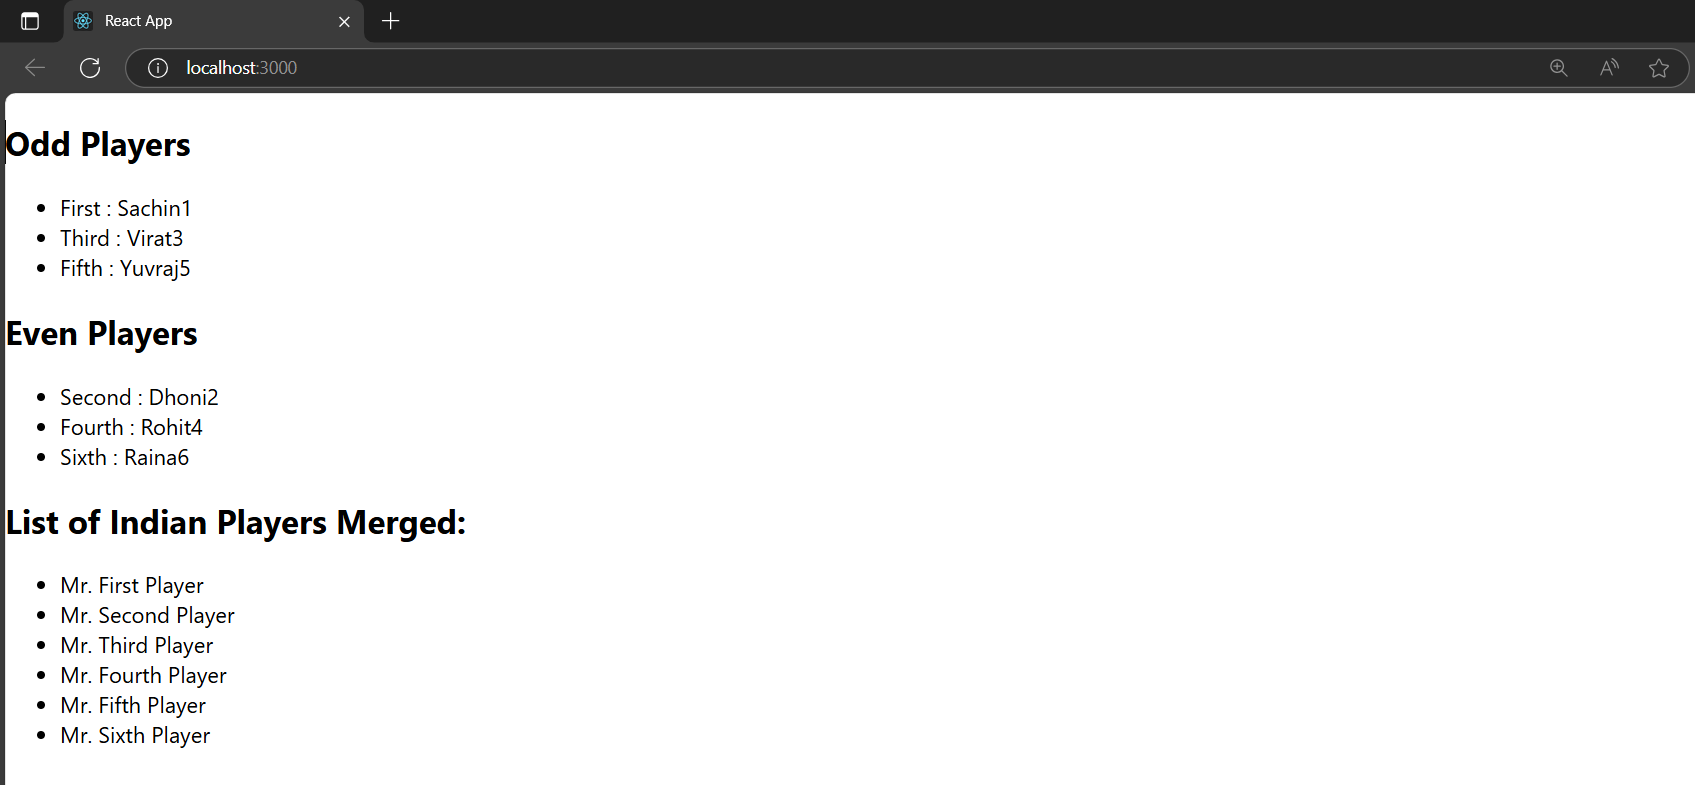 React App
localhost:3000
Odd Players
First : Sachin1
Third : Virat3
Fifth : Yuvraj5
Even Players
Second : Dhoni2
Fourth : Rohit4
Sixth : Raina6
List of Indian Players Merged:
Mr. First Player
Mr. Second Player
Mr. Third Player
Mr. Fourth Player
Mr. Fifth Player
Mr. Sixth Player